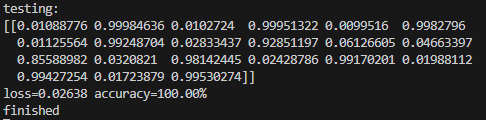 testing:
[[0.01088776 0.99984636 0.0102724  0.99951322 0.0099516  0.9982796
  0.01125564 0.99248704 0.02833437 0.92851197 0.06126605 0.04663397
  0.85588982 0.0320821  0.98142445 0.02428786 0.99170201 0.01988112
  0.99427254 0.01723879 0.99530274]]
loss=0.02638 accuracy=100.00%
finished